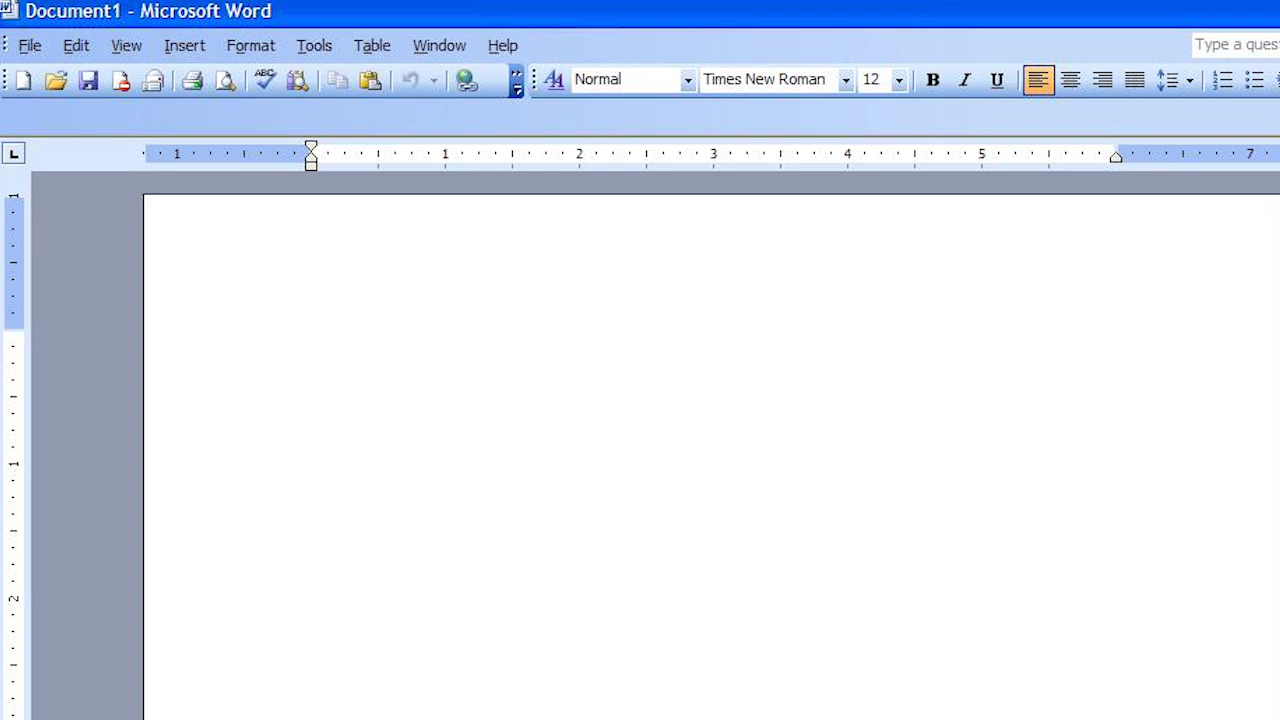 Document1 - Microsoft Word
File Edit View Insert Format Tools Table Window Help Type a ques
ABC Normal Times New Roman 12 B I U
L 1 1 2 3 4 5 7
1
1
2